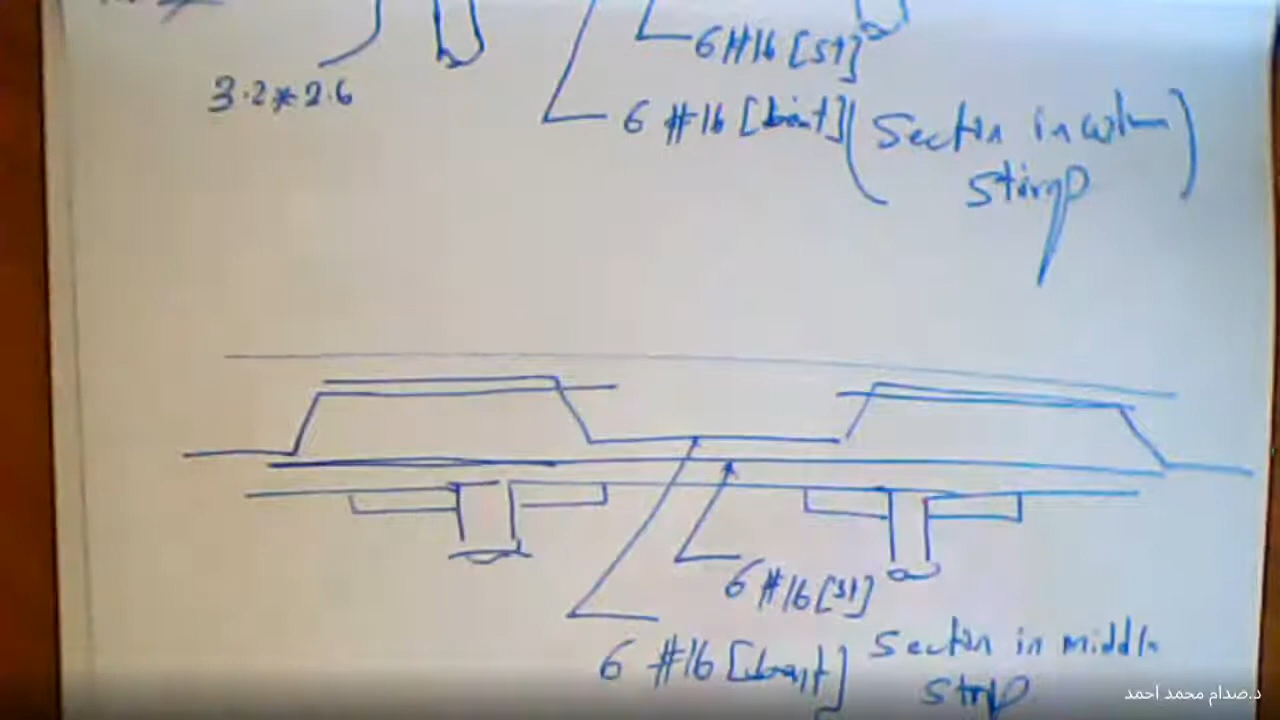 6 #16 [st]
3.2*2.6
6 #16 [bent] (Section in column
strip)
6 #16 [st]
6 #16 [bent] Section in middle
strip
د.صدام محمد احمد